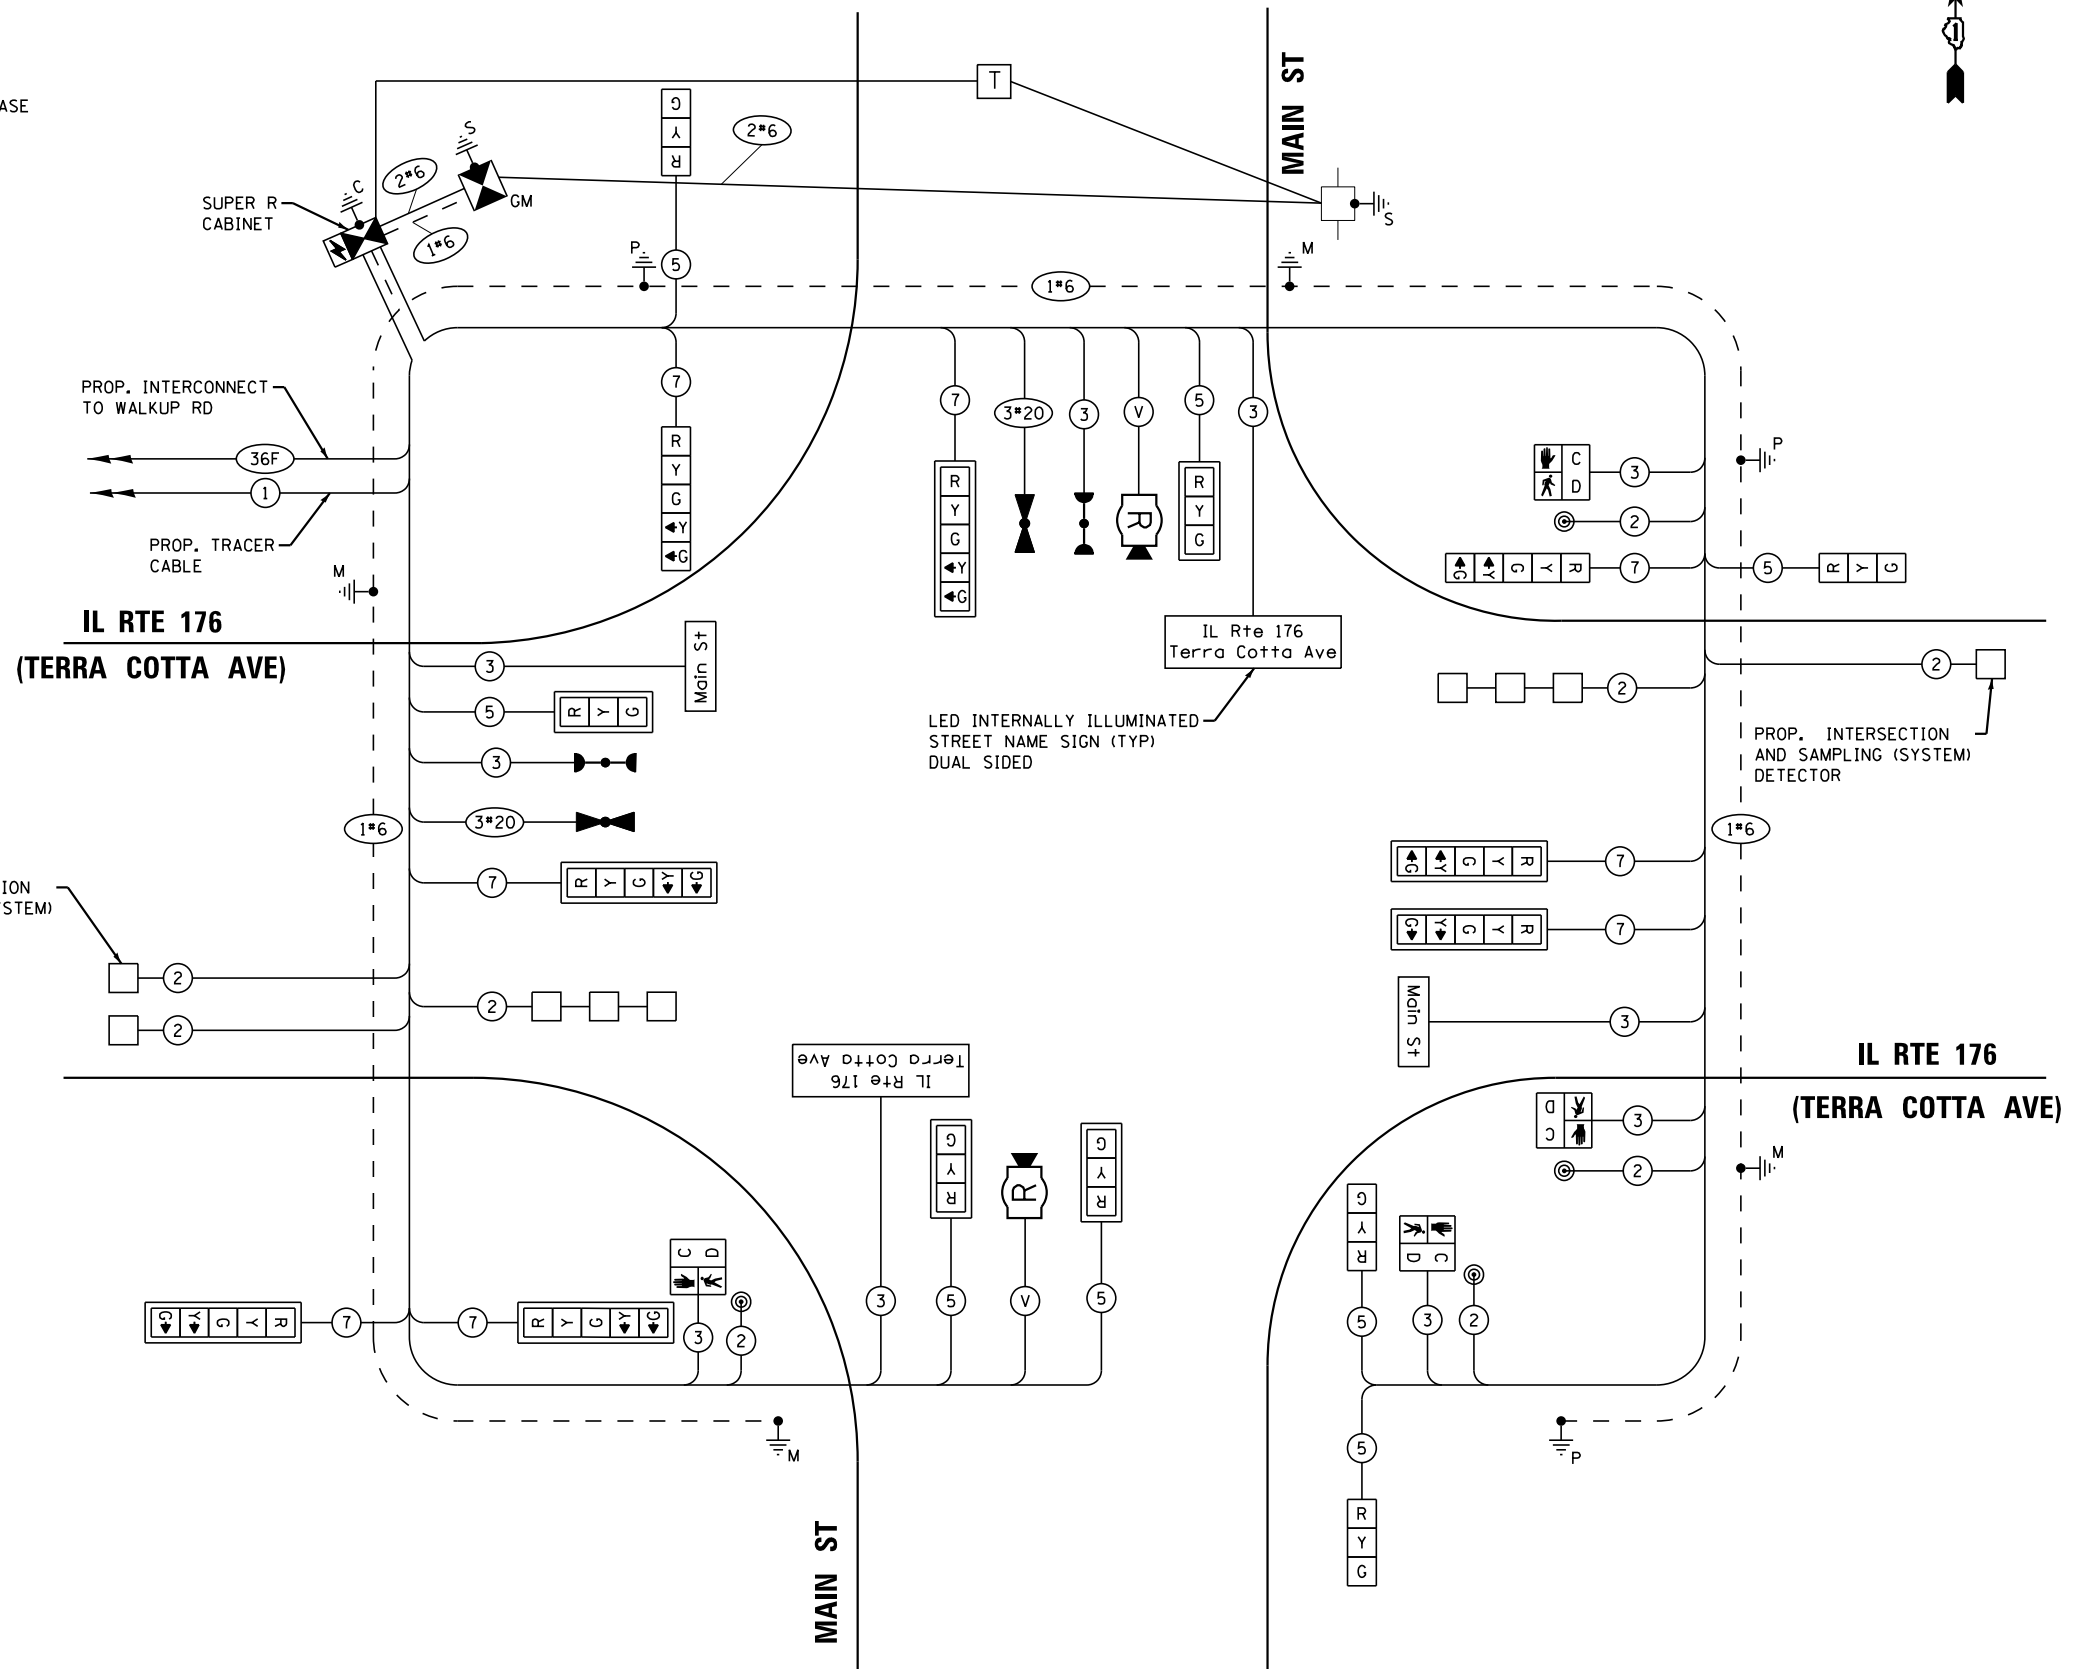 ASE
1
T
MAIN ST
G
Y
R
2#6
S
2#6
C
GM
SUPER R
CABINET
1#6
S
P
5
M
1#6
PROP. INTERCONNECT
TO WALKUP RD
7
7
3#20
3
V
5
3
36F
1
R
Y
G
Y
G
R
Y
G
Y
G
R
R
Y
G
C
D
3
P
2
PROP. TRACER
CABLE
M
G Y G Y R
7
5
R Y G
IL RTE 176
(TERRA COTTA AVE)
3
Main St
IL Rte 176
Terra Cotta Ave
2
2
5
R Y G
LED INTERNALLY ILLUMINATED
STREET NAME SIGN (TYP)
DUAL SIDED
PROP. INTERSECTION
AND SAMPLING (SYSTEM)
DETECTOR
3
1#6
3#20
1#6
G Y G Y R
7
7
R Y G Y G
ION
STEM)
G Y G Y R
7
2
2
2
Main St
3
IL RTE 176
(TERRA COTTA AVE)
IL Rte 176
Terra Cotta Ave
D
C
3
2
M
G
Y
R
R
G
Y
R
G
Y
R
D C
C D
3
5
V
5
5
3
2
G Y G Y R
7
7
R Y G Y G
3
2
M
P
5
R
Y
G
MAIN ST